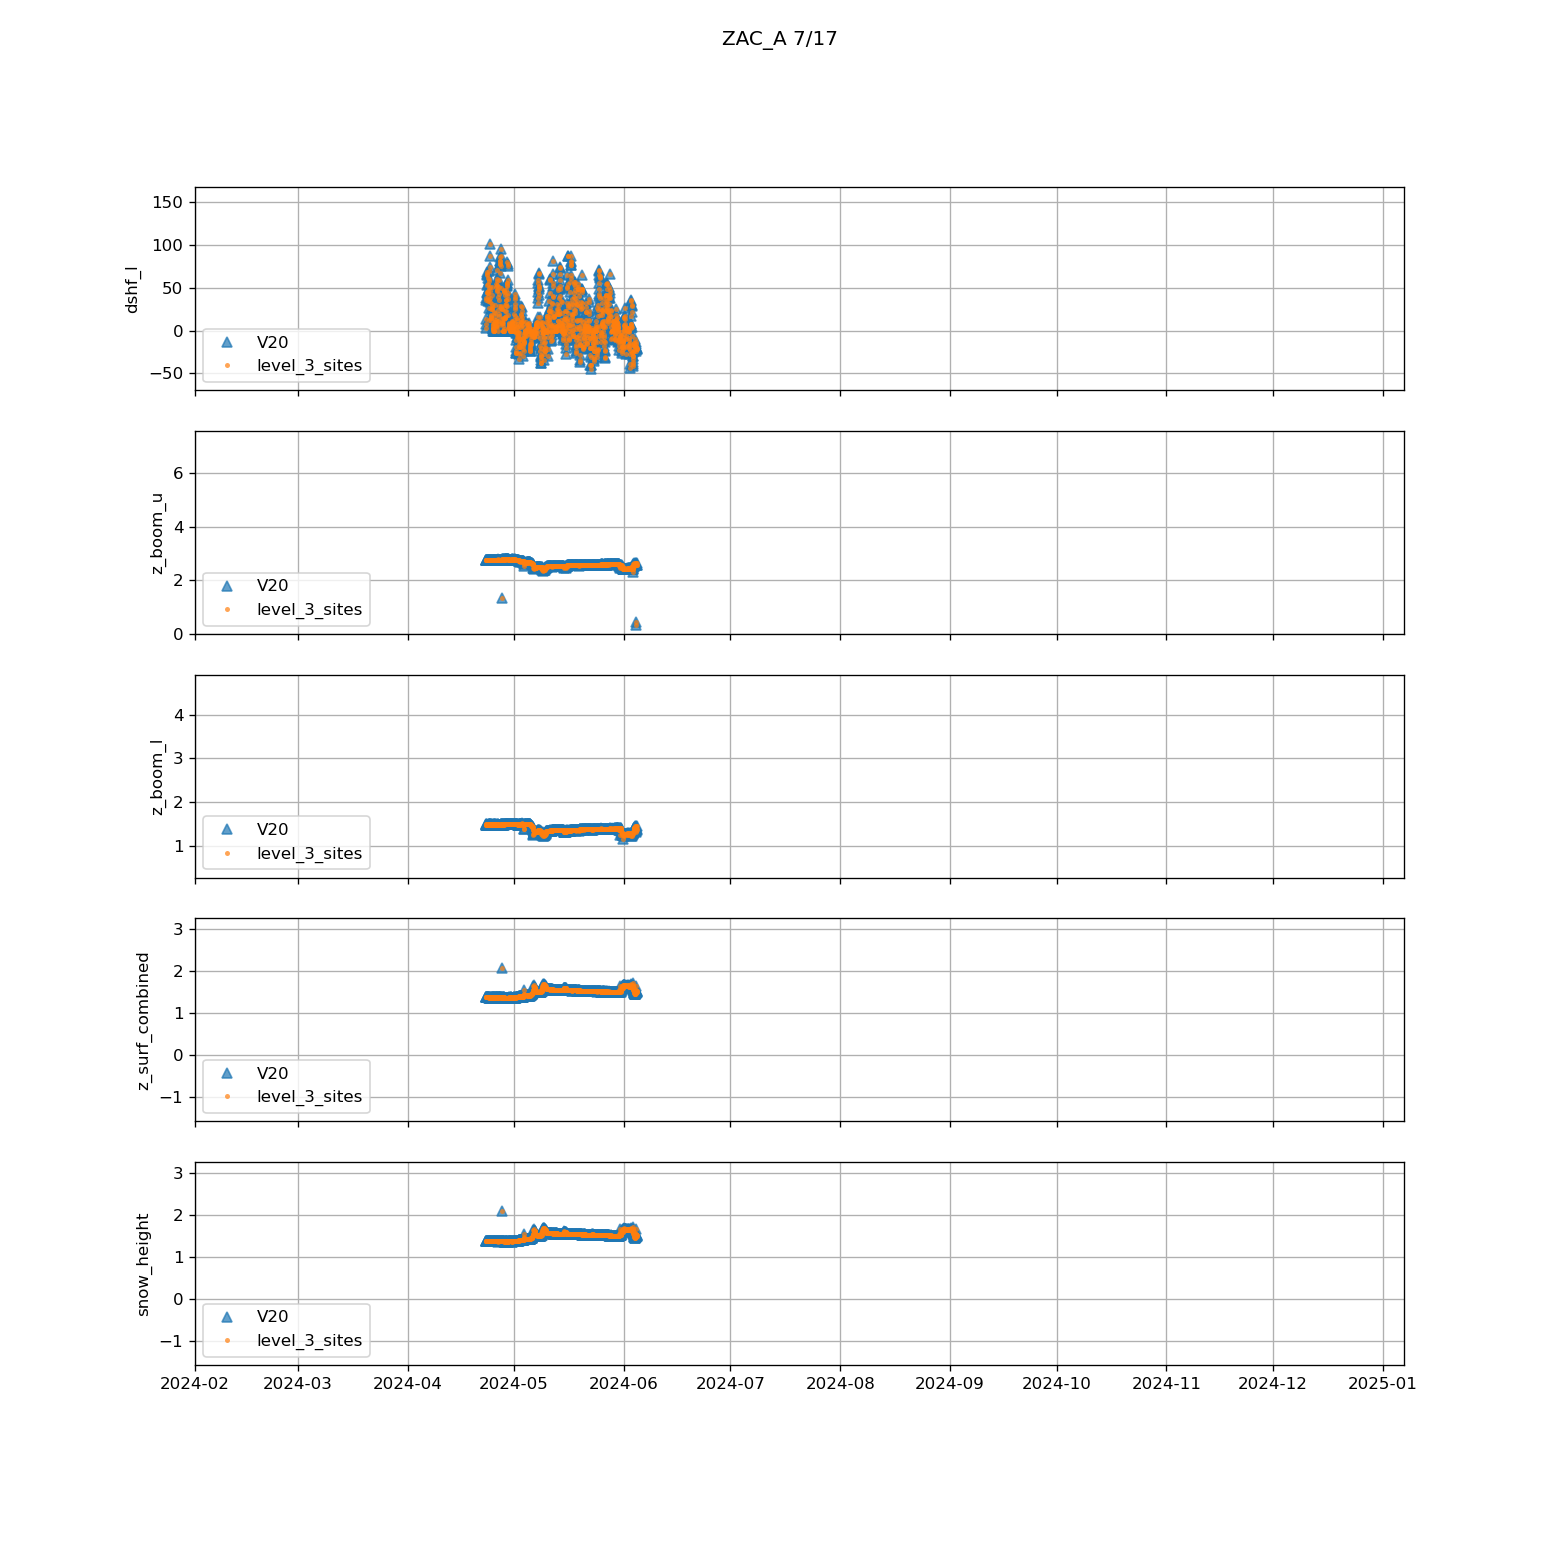 ZAC_A 7/17
150
100
50
0
−50
dshf_l
V20
level_3_sites
6
4
2
0
z_boom_u
V20
level_3_sites
4
3
2
1
z_boom_l
V20
level_3_sites
3
2
1
0
−1
z_surf_combined
V20
level_3_sites
3
2
1
0
−1
snow_height
V20
level_3_sites
2024-02 2024-03 2024-04 2024-05 2024-06 2024-07 2024-08 2024-09 2024-10 2024-11 2024-12 2025-01